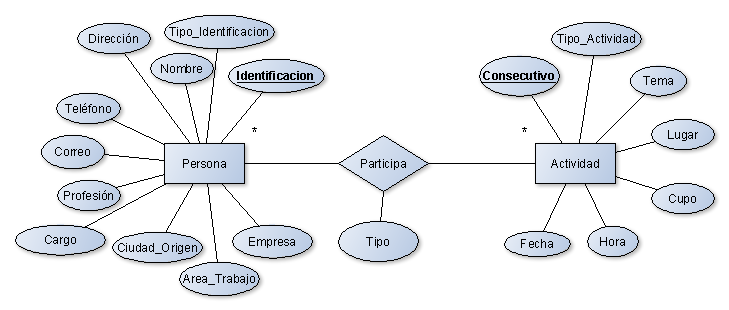 Dirección
Tipo_Identificacion
Nombre
Identificacion
Teléfono
Correo
Profesión
Cargo
Ciudad_Origen
Area_Trabajo
Empresa
Persona
*
Participa
Tipo
*
Actividad
Consecutivo
Tipo_Actividad
Tema
Lugar
Cupo
Hora
Fecha